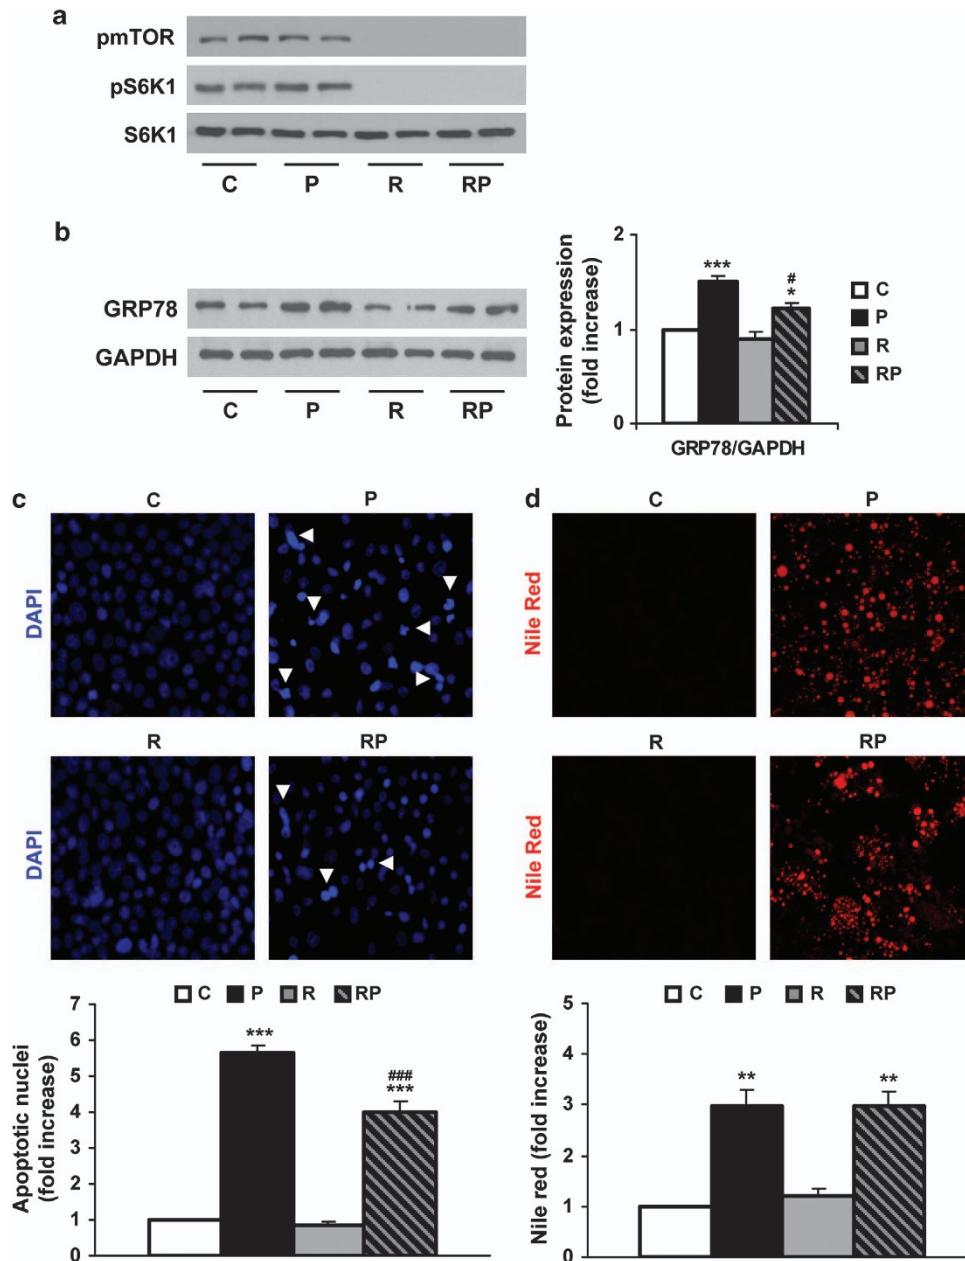 a
pmTOR
pS6K1
S6K1
C P R RP
b
GRP78
GAPDH
C P R RP
Protein expression
(fold increase)
2
1
0
***
#
*
GRP78/GAPDH
C
P
R
RP
c
C P
DAPI
R RP
DAPI
C P R RP
Apoptotic nuclei
(fold increase)
7
6
5
4
3
2
1
0
***
###
***
d
C P
Nile Red
R RP
Nile Red
C P R RP
Nile red (fold increase)
5
4
3
2
1
0
**
**